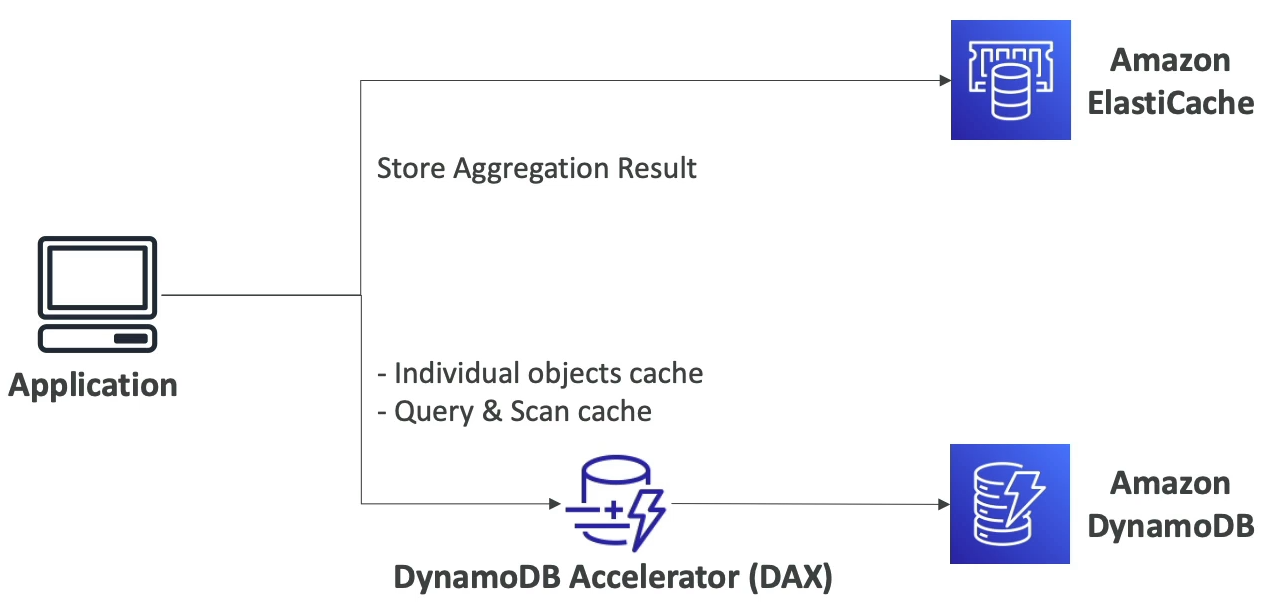 Amazon
ElastiCache
Store Aggregation Result
Application
- Individual objects cache
- Query & Scan cache
Amazon
DynamoDB
DynamoDB Accelerator (DAX)